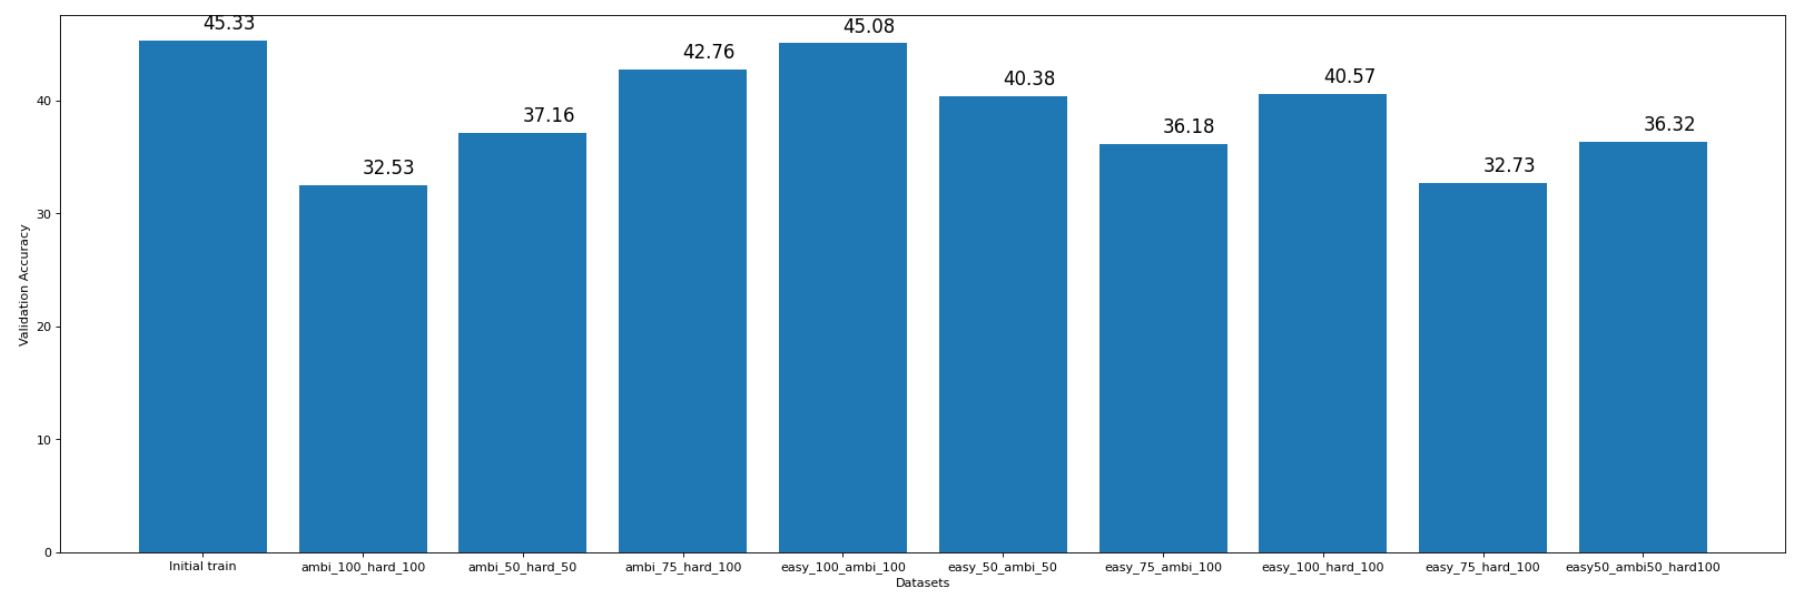 45.33
32.53
37.16
42.76
45.08
40.38
36.18
40.57
32.73
36.32
40
30
20
10
0
Validation Accuracy
Initial train
ambi_100_hard_100
ambi_50_hard_50
ambi_75_hard_100
easy_100_ambi_100
easy_50_ambi_50
easy_75_ambi_100
easy_100_hard_100
easy_75_hard_100
easy50_ambi50_hard100
Datasets